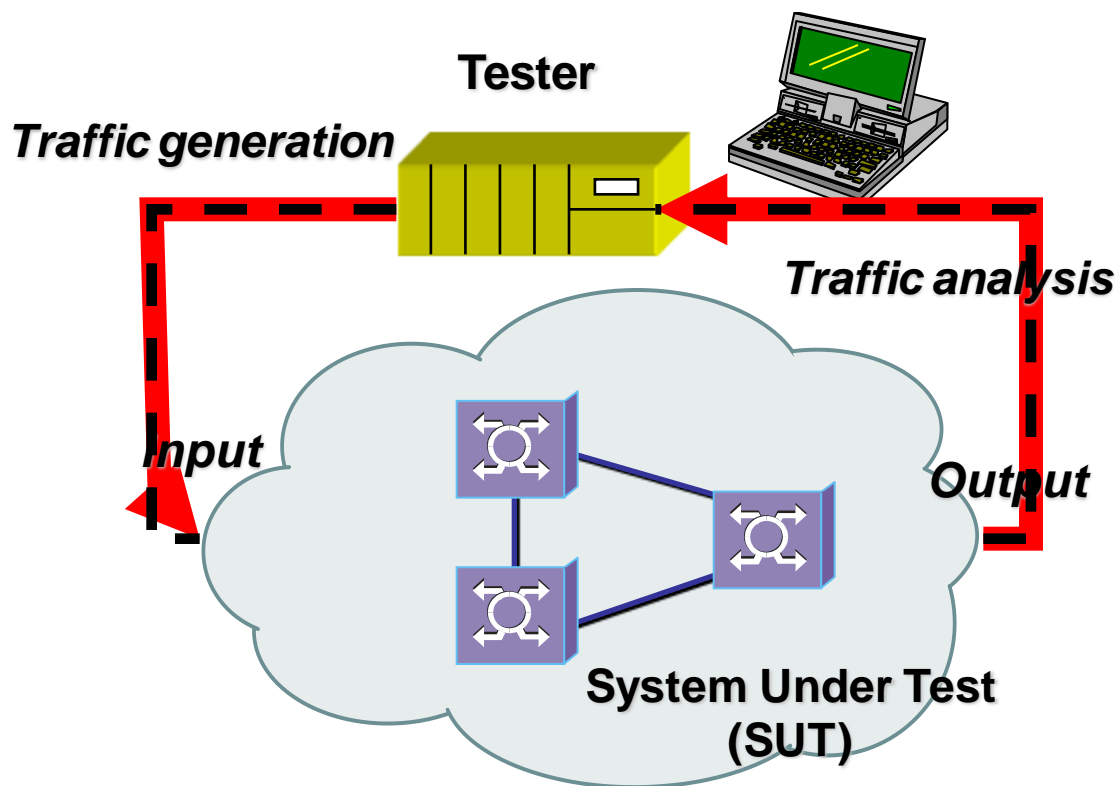 Tester
Traffic generation
Traffic analysis
Input
Output
System Under Test
(SUT)